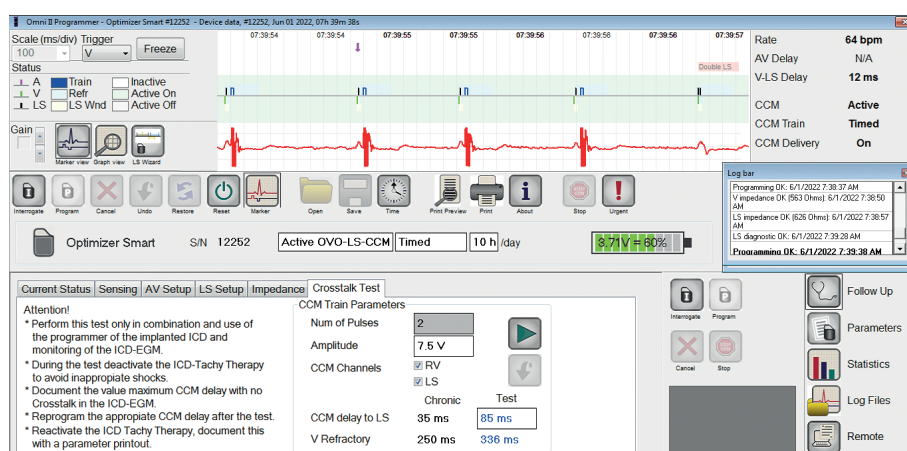 Omni II Programmer - Optimizer Smart #12252 - Device data, #12252, Jun 01 2022, 07h 39m 38s
Scale (ms/div) Trigger
100 V Freeze
Status
A Train Inactive
V Refr Active On
LS LS Wnd Active Off
Gain
Marker view Graph view LS Wizard
07:39:54 07:39:54 07:39:55 07:39:55 07:39:56 07:39:56 07:39:56 07:39:57
Double LS
Rate 64 bpm
AV Delay N/A
V-LS Delay 12 ms
CCM Active
CCM Train Timed
CCM Delivery On
Log bar
Programming OK: 6/1/2022 7:38:37 AM
V impedance OK (563 Ohms): 6/1/2022 7:38:50
AM
LS impedance OK (626 Ohms): 6/1/2022 7:38:57
AM
LS diagnostic OK: 6/1/2022 7:39:28 AM
Programming OK: 6/1/2022 7:39:38 AM
Interrogate Program Cancel Undo Restore Reset Marker Open Save Time Print Preview Print About Stop Urgent
Optimizer Smart S/N 12252 Active OVO-LS-CCM Timed 10 h /day 3.71V = 60%
Current Status Sensing AV Setup LS Setup Impedance Crosstalk Test
Attention!
* Perform this test only in combination and use of
the programmer of the implanted ICD and
monitoring of the ICD-EGM.
* During the test deactivate the ICD-Tachy Therapy
to avoid inappropiate shocks.
* Document the value maximum CCM delay with no
Crosstalk in the ICD-EGM.
* Reprogram the appropiate CCM delay after the test.
* Reactivate the ICD Tachy Therapy, document this
with a parameter printout.
CCM Train Parameters
Num of Pulses 2
Amplitude 7.5 V
CCM Channels RV
LS
Chronic Test
CCM delay to LS 35 ms 85 ms
V Refractory 250 ms 336 ms
Interrogate Program
Cancel Stop
Follow Up
Parameters
Statistics
Log Files
Remote